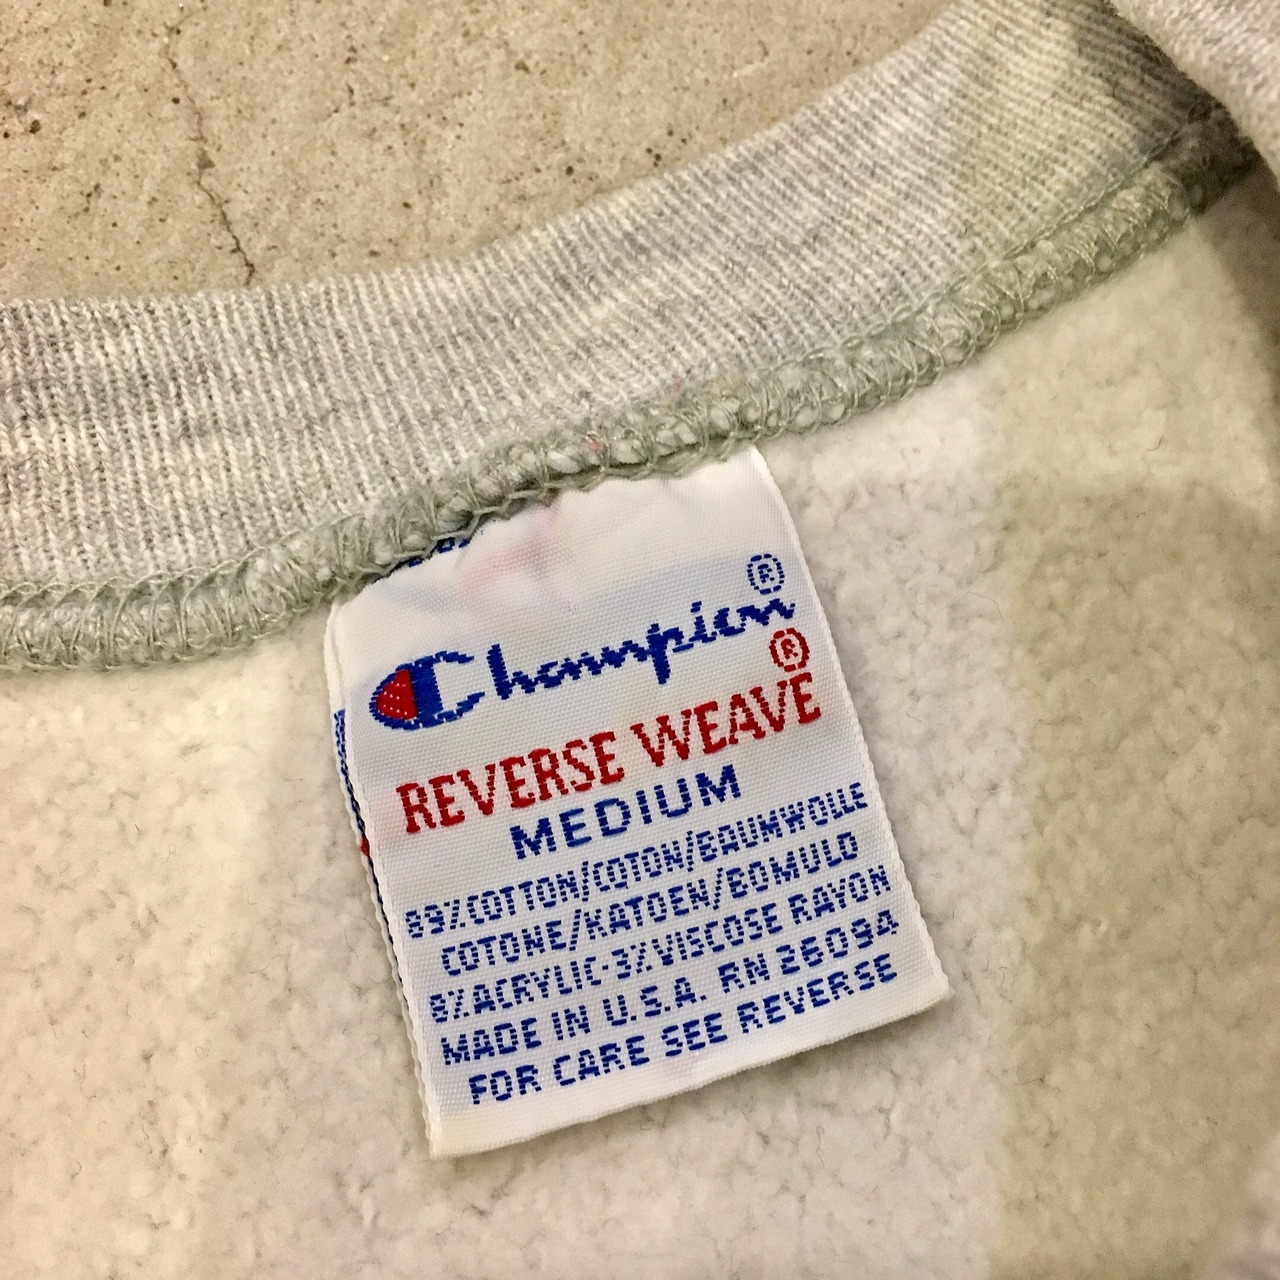 Champion®
REVERSE WEAVE®
MEDIUM
89%COTTON/COTON/BAUMWOLLE
COTONE/KATOEN/BOMULD
8%ACRYLIC-3%VISCOSE RAYON
MADE IN U.S.A. RN 26094
FOR CARE SEE REVERSE